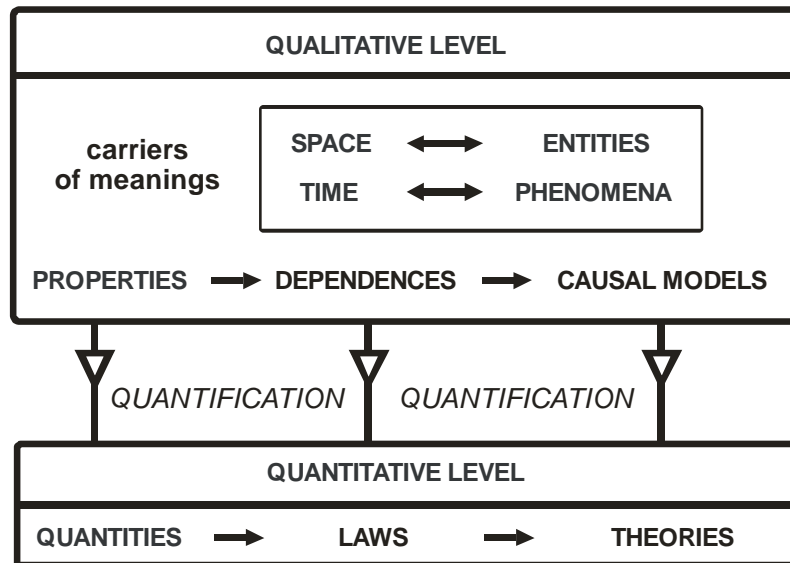 QUALITATIVE LEVEL
carriers
of meanings
SPACE ENTITIES
TIME PHENOMENA
PROPERTIES DEPENDENCES CAUSAL MODELS
QUANTIFICATION QUANTIFICATION
QUANTITATIVE LEVEL
QUANTITIES LAWS THEORIES